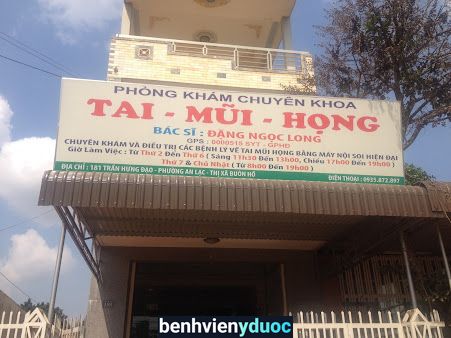 PHÒNG KHÁM CHUYÊN KHOA
TAI - MŨI - HỌNG
BÁC SĨ : ĐẶNG NGỌC LONG
GPS : 0000516 SYT - GPHĐ
CHUYÊN KHÁM VÀ ĐIỀU TRỊ CÁC BỆNH LÝ VỀ TAI MŨI HỌNG BẰNG MÁY NỘI SOI HIỆN ĐẠI
Giờ Làm Việc : Từ Thứ 2 Đến Thứ 6 ( Sáng 11h30 Đến 13h00, Chiều 17h00 Đến 19h00 )
Thứ 7 & Chủ Nhật ( Từ 8h00 Đến 19h00 )
ĐỊA CHỈ : 181 TRẦN HƯNG ĐẠO - PHƯỜNG AN LẠC - THỊ XÃ BUÔN HỒ
ĐIỆN THOẠI : 0935.872.897
benhvienyduoc